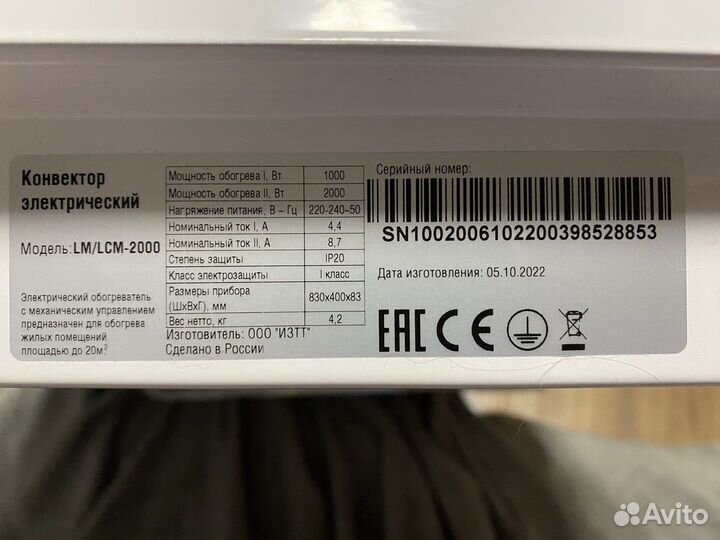 Конвектор
электрический
Модель: LM/LCM-2000
Электрический обогреватель
с механическим управлением
предназначен для обогрева
жилых помещений
площадью до 20м²
Мощность обогрева I, Вт 1000
Мощность обогрева II, Вт 2000
Нагряжение питания, В ~ Гц 220-240~50
Номинальный ток I, А 4,4
Номинальный ток II, А 8,7
Степень защиты IP20
Класс электрозащиты I класс
Размеры прибора
(ШхВхГ), мм 830х400х83
Вес нетто, кг 4,2
Изготовитель: ООО "ИЗТТ"
Сделано в России
Серийный номер:
SN1002006102200398528853
Дата изготовления: 05.10.2022
EAC CE
Avito